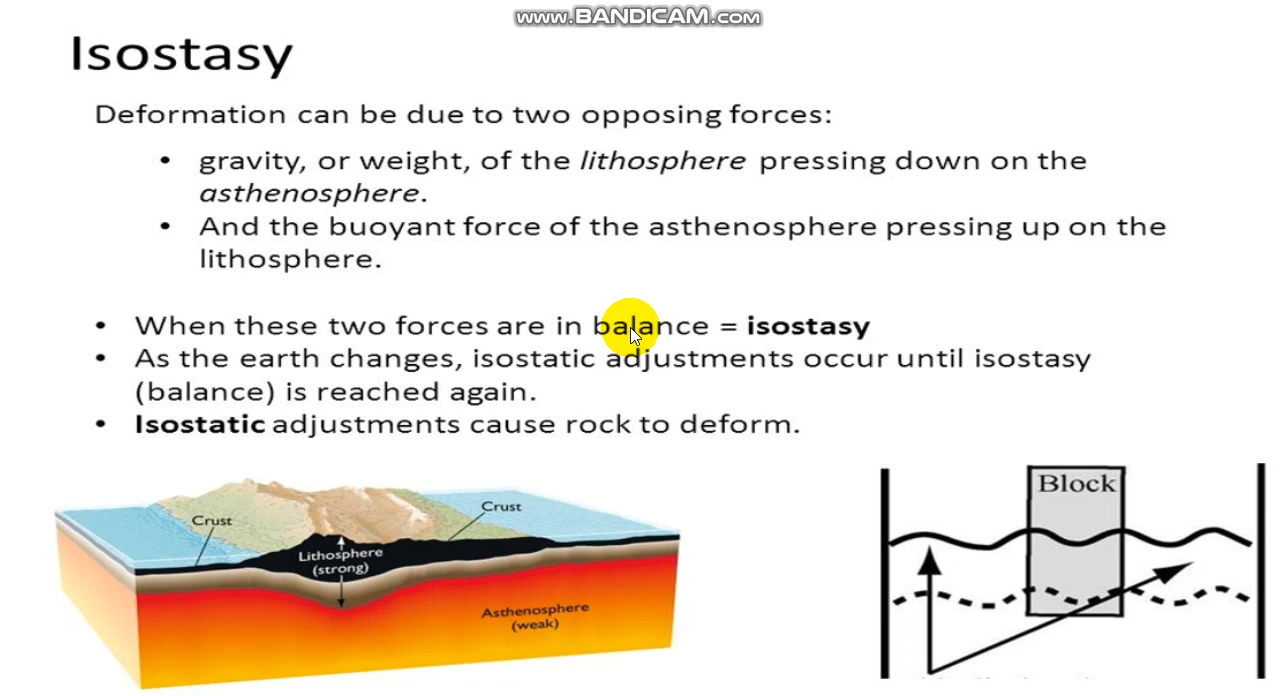 www.BANDICAM.com
Isostasy
Deformation can be due to two opposing forces:
• gravity, or weight, of the lithosphere pressing down on the
asthenosphere.
• And the buoyant force of the asthenosphere pressing up on the
lithosphere.
• When these two forces are in balance = isostasy
• As the earth changes, isostatic adjustments occur until isostasy
(balance) is reached again.
• Isostatic adjustments cause rock to deform.
Crust
Crust
Lithosphere
(strong)
Asthenosphere
(weak)
Block